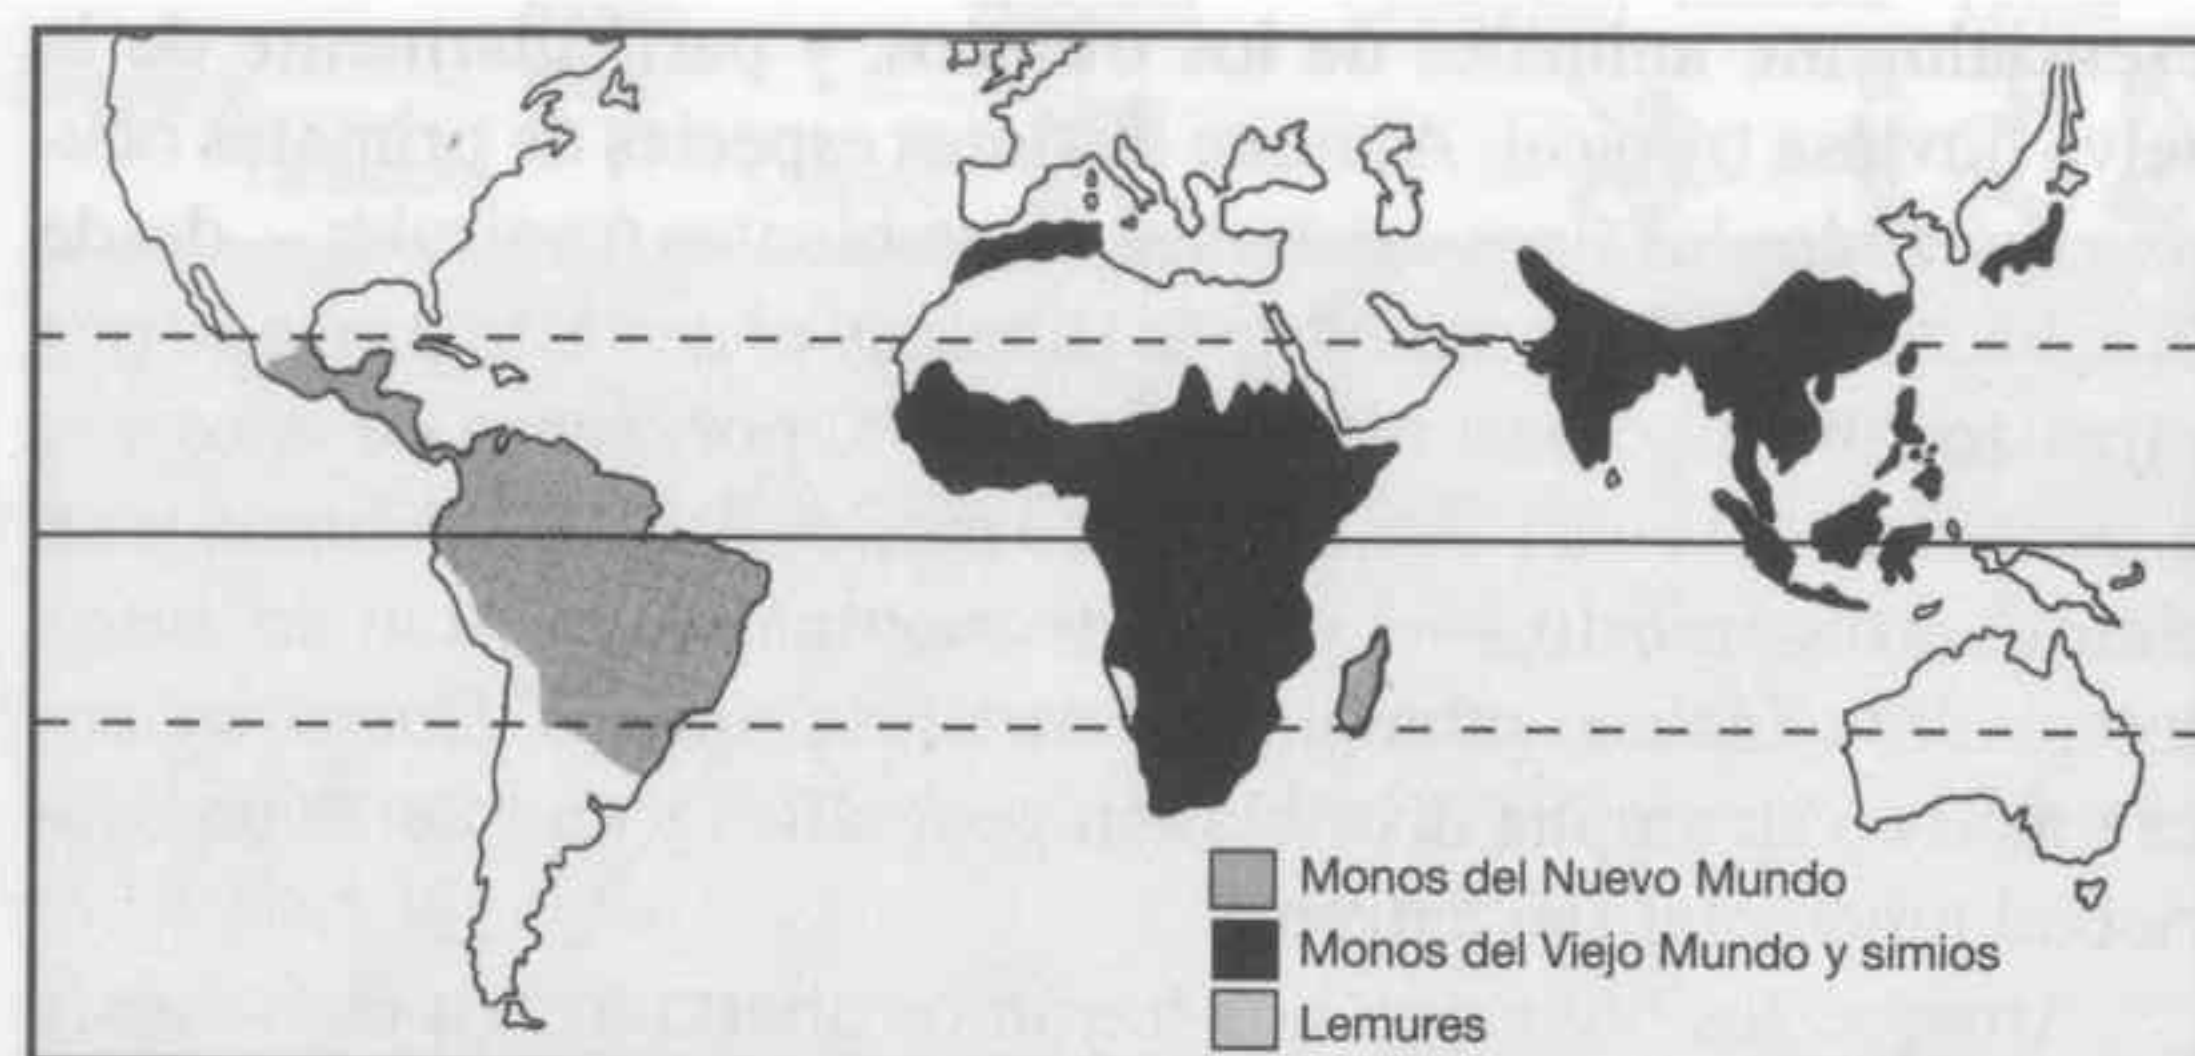 Monos del Nuevo Mundo
Monos del Viejo Mundo y simios
Lemures